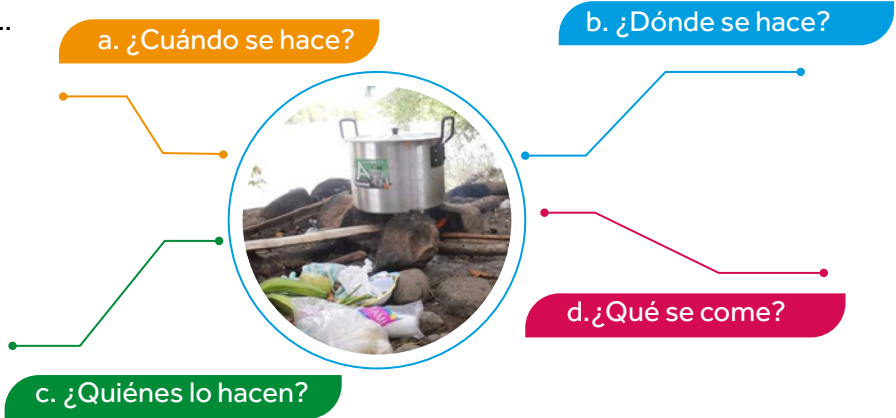 ..
a. ¿Cuándo se hace?
b. ¿Dónde se hace?
c. ¿Quiénes lo hacen?
d.¿Qué se come?